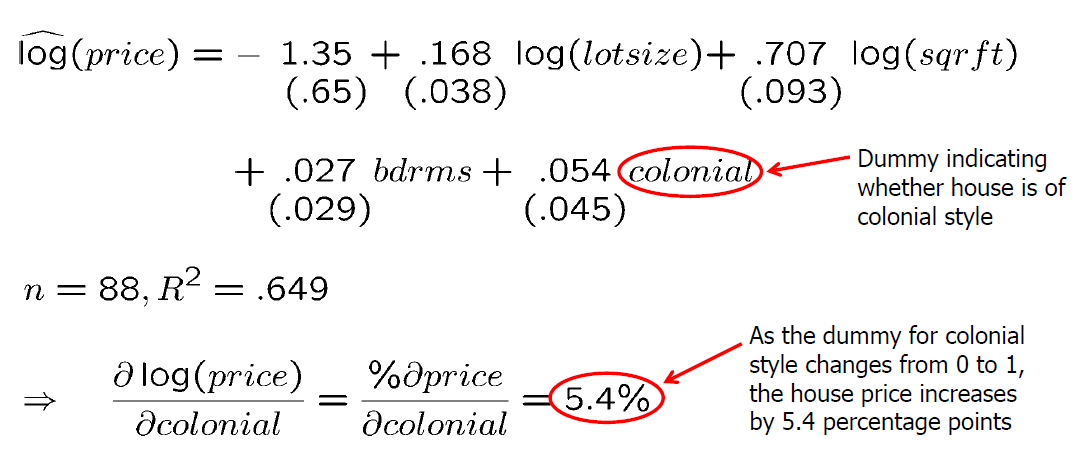 log(price) = − 1.35 + .168 log(lotsize)+ .707 log(sqrft)
(.65) (.038) (.093)
+ .027 bdrms + .054 colonial
(.029) (.045)
Dummy indicating
whether house is of
colonial style
n = 88, R² = .649
⇒ ∂ log(price) / ∂colonial = %∂price / ∂colonial = 5.4%
As the dummy for colonial
style changes from 0 to 1,
the house price increases
by 5.4 percentage points